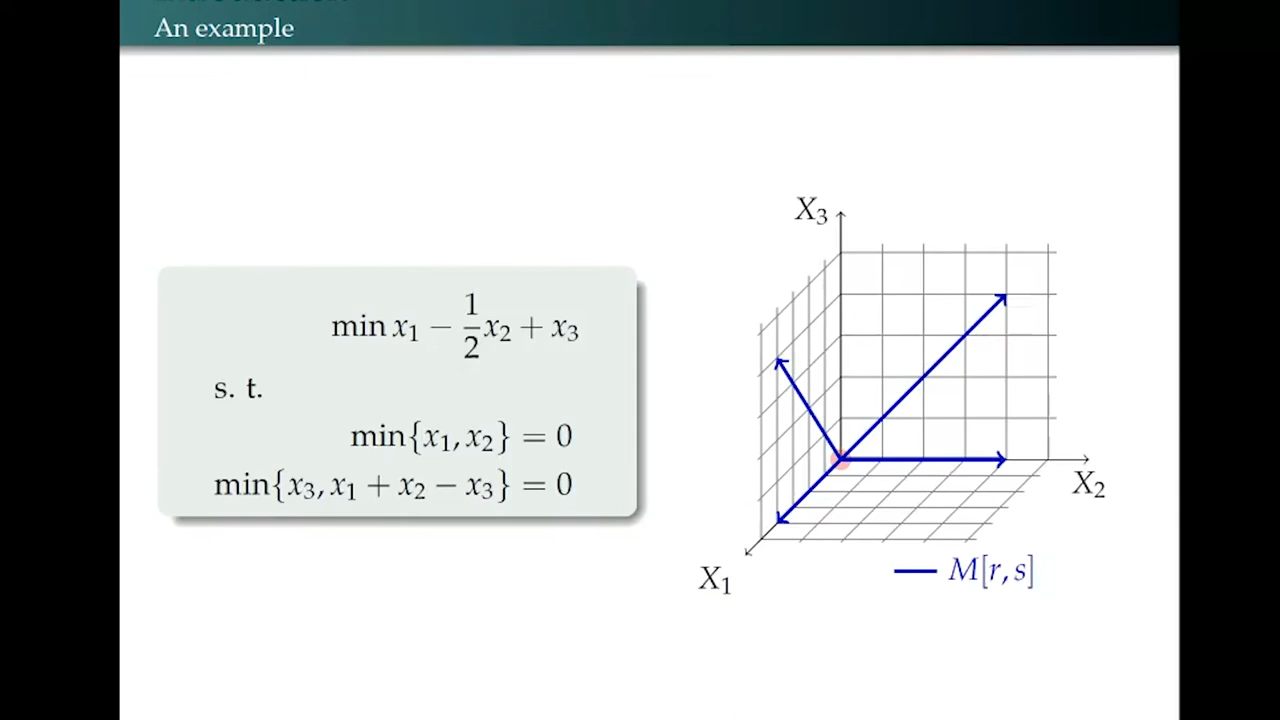 An example
min x₁ − 1/2 x₂ + x₃
s. t.
min{x₁, x₂} = 0
min{x₃, x₁ + x₂ − x₃} = 0
X₃
X₂
X₁
M[r, s]